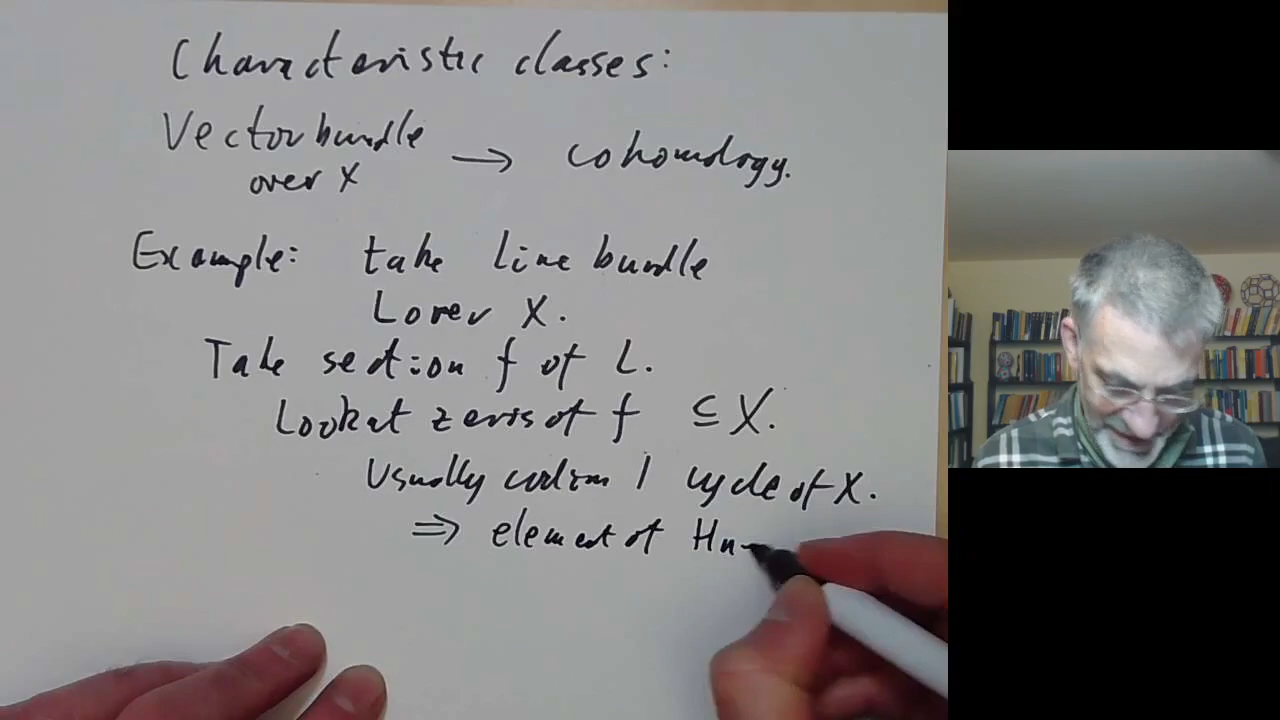 Characteristic classes:
Vector bundle over X → cohomology.
Example: take line bundle
L over X.
Take section f of L.
Look at zeros of f ⊆ X.
Usually codim 1 cycle of X.
⇒ element of Hn-